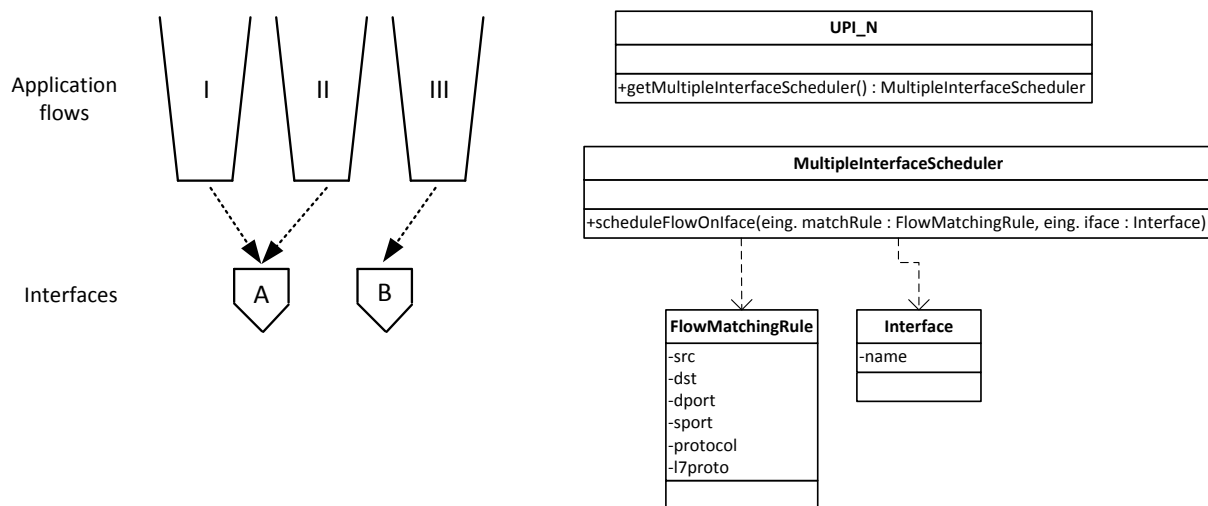 Application
flows
I
II
III
Interfaces
A
B
UPI_N
+getMultipleInterfaceScheduler() : MultipleInterfaceScheduler
MultipleInterfaceScheduler
+scheduleFlowOnIface(eing. matchRule : FlowMatchingRule, eing. iface : Interface)
FlowMatchingRule
-src
-dst
-dport
-sport
-protocol
-l7proto
Interface
-name